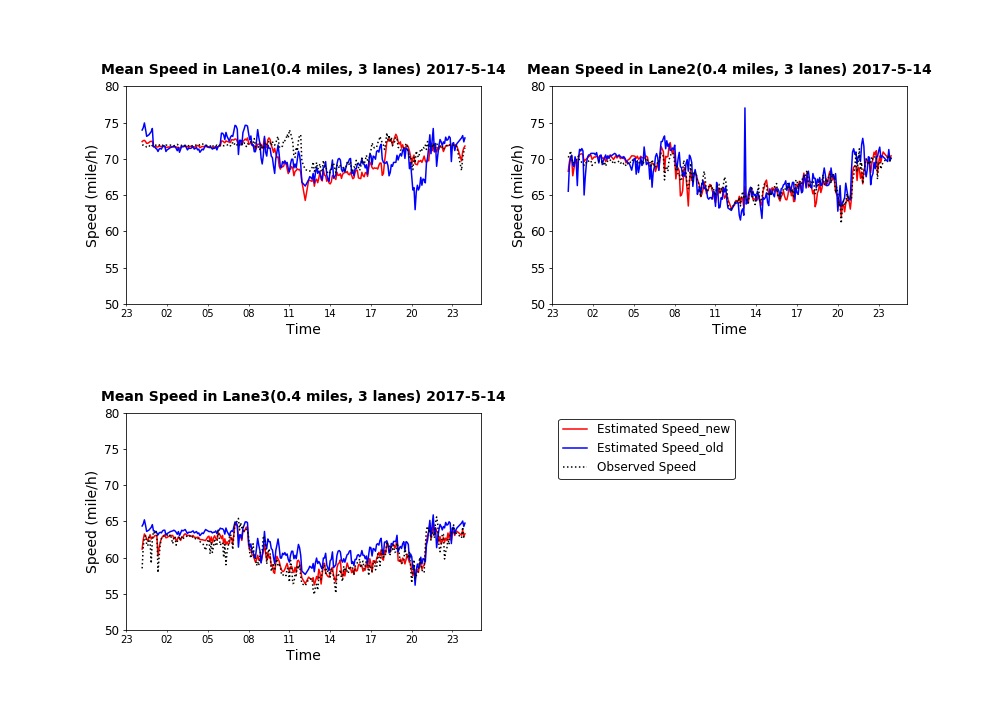 Mean Speed in Lane1(0.4 miles, 3 lanes) 2017-5-14
80
75
70
65
60
55
50
Speed (mile/h)
23 02 05 08 11 14 17 20 23
Time
Mean Speed in Lane2(0.4 miles, 3 lanes) 2017-5-14
80
75
70
65
60
55
50
Speed (mile/h)
23 02 05 08 11 14 17 20 23
Time
Mean Speed in Lane3(0.4 miles, 3 lanes) 2017-5-14
80
75
70
65
60
55
50
Speed (mile/h)
23 02 05 08 11 14 17 20 23
Time
Estimated Speed_new
Estimated Speed_old
Observed Speed